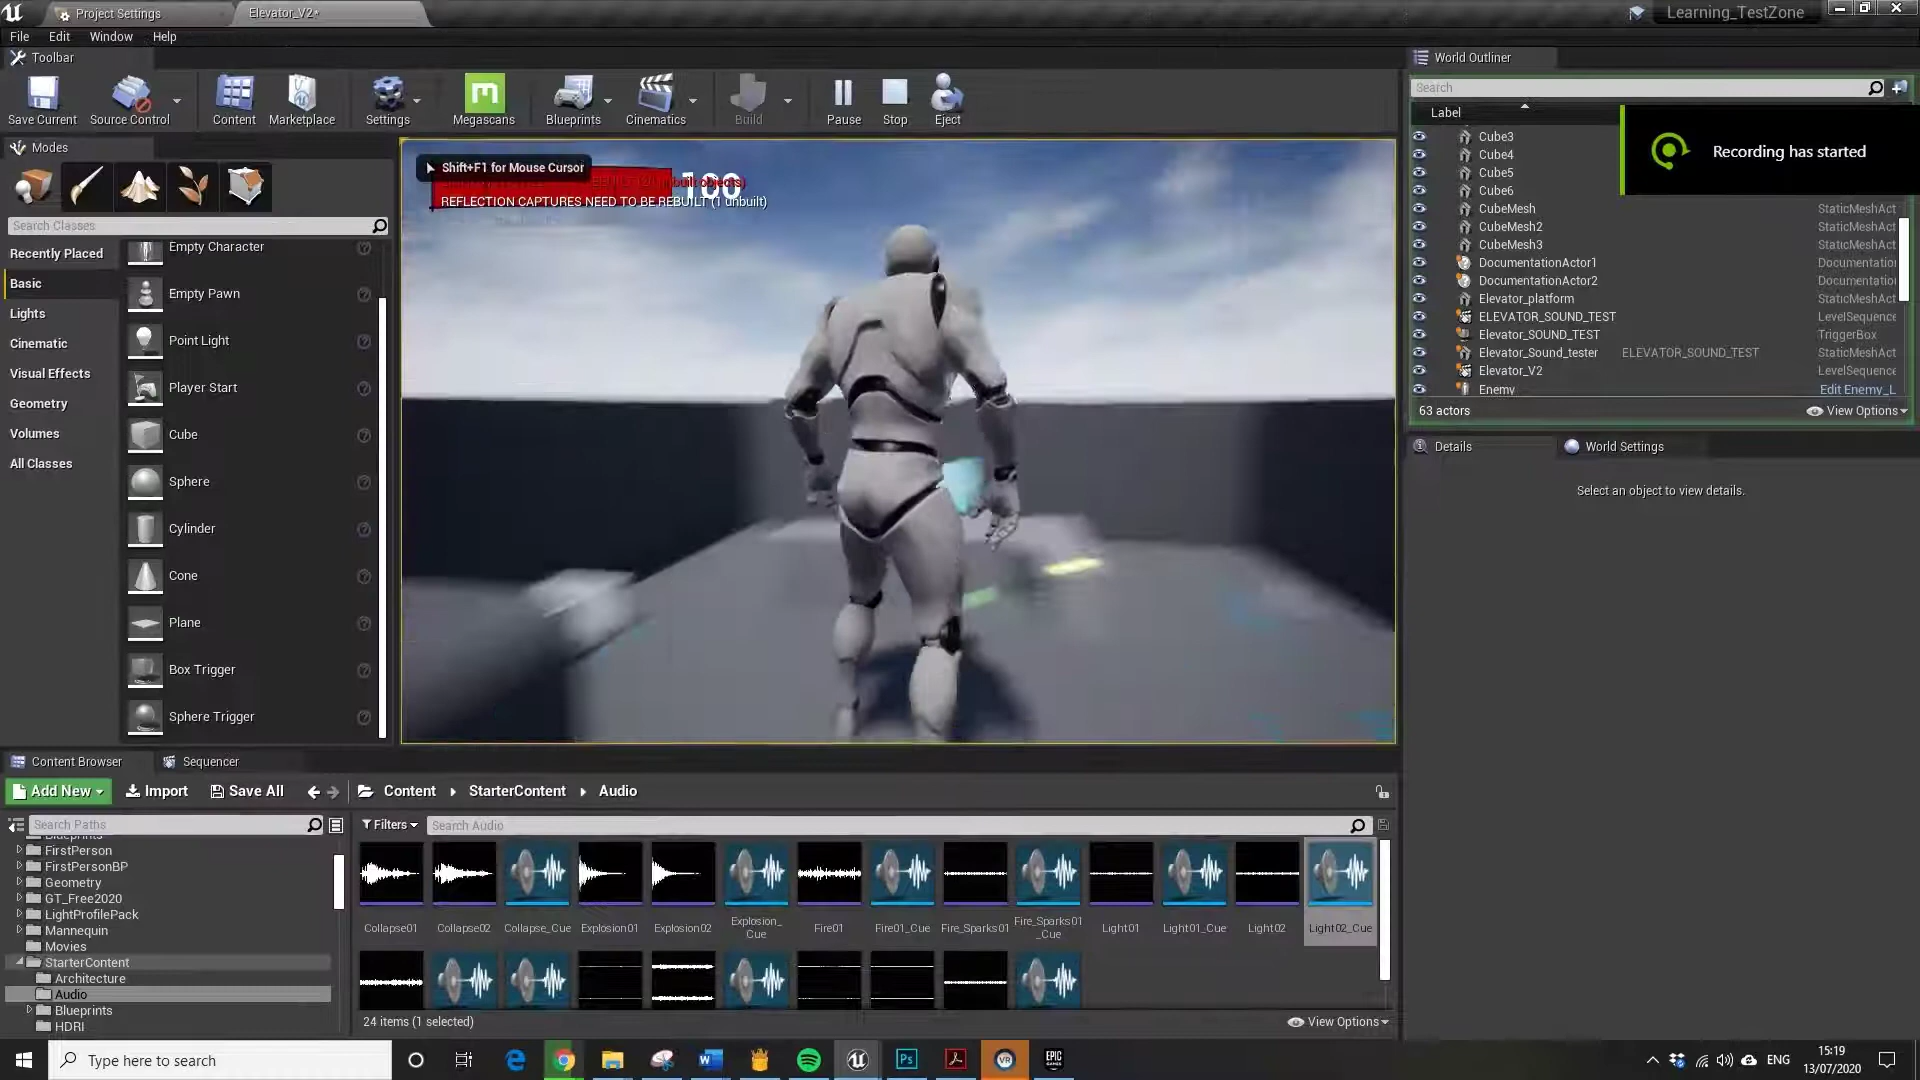 Project Settings
Elevator_V2*
Learning_TestZone
File Edit Window Help
Toolbar
Save Current
Source Control
Content
Marketplace
Settings
Megascans
Blueprints
Cinematics
Build
Pause
Stop
Eject
Modes
Search Classes
Recently Placed
Basic
Lights
Cinematic
Visual Effects
Geometry
Volumes
All Classes
Empty Character
Empty Pawn
Point Light
Player Start
Cube
Sphere
Cylinder
Cone
Plane
Box Trigger
Sphere Trigger
Shift+F1 for Mouse Cursor
100
REFLECTION CAPTURES NEED TO BE REBUILT (1 unbuilt)
World Outliner
Search
Label
Recording has started
Cube3
Cube4
Cube5
Cube6
CubeMesh StaticMeshAct
CubeMesh2 StaticMeshAct
CubeMesh3 StaticMeshAct
DocumentationActor1 Documentatio
DocumentationActor2 Documentatio
Elevator_platform StaticMeshAct
ELEVATOR_SOUND_TEST LevelSequence
Elevator_SOUND_TEST TriggerBox
Elevator_Sound_tester ELEVATOR_SOUND_TEST StaticMeshAct
Elevator_V2 LevelSequence
Enemy Edit Enemy_L
63 actors
View Options
Details
World Settings
Select an object to view details.
Content Browser
Sequencer
Add New
Import
Save All
Content
StarterContent
Audio
Search Paths
Filters
Search Audio
Blueprints
FirstPerson
FirstPersonBP
Geometry
GT_Free2020
LightProfilePack
Mannequin
Movies
StarterContent
Architecture
Audio
Blueprints
HDRI
Collapse01
Collapse02
Collapse_Cue
Explosion01
Explosion02
Explosion_
Cue
Fire01
Fire01_Cue
Fire_Sparks01
Fire_Sparks01
_Cue
Light01
Light01_Cue
Light02
Light02_Cue
24 items (1 selected)
View Options
Type here to search
ENG
15:19
13/07/2020